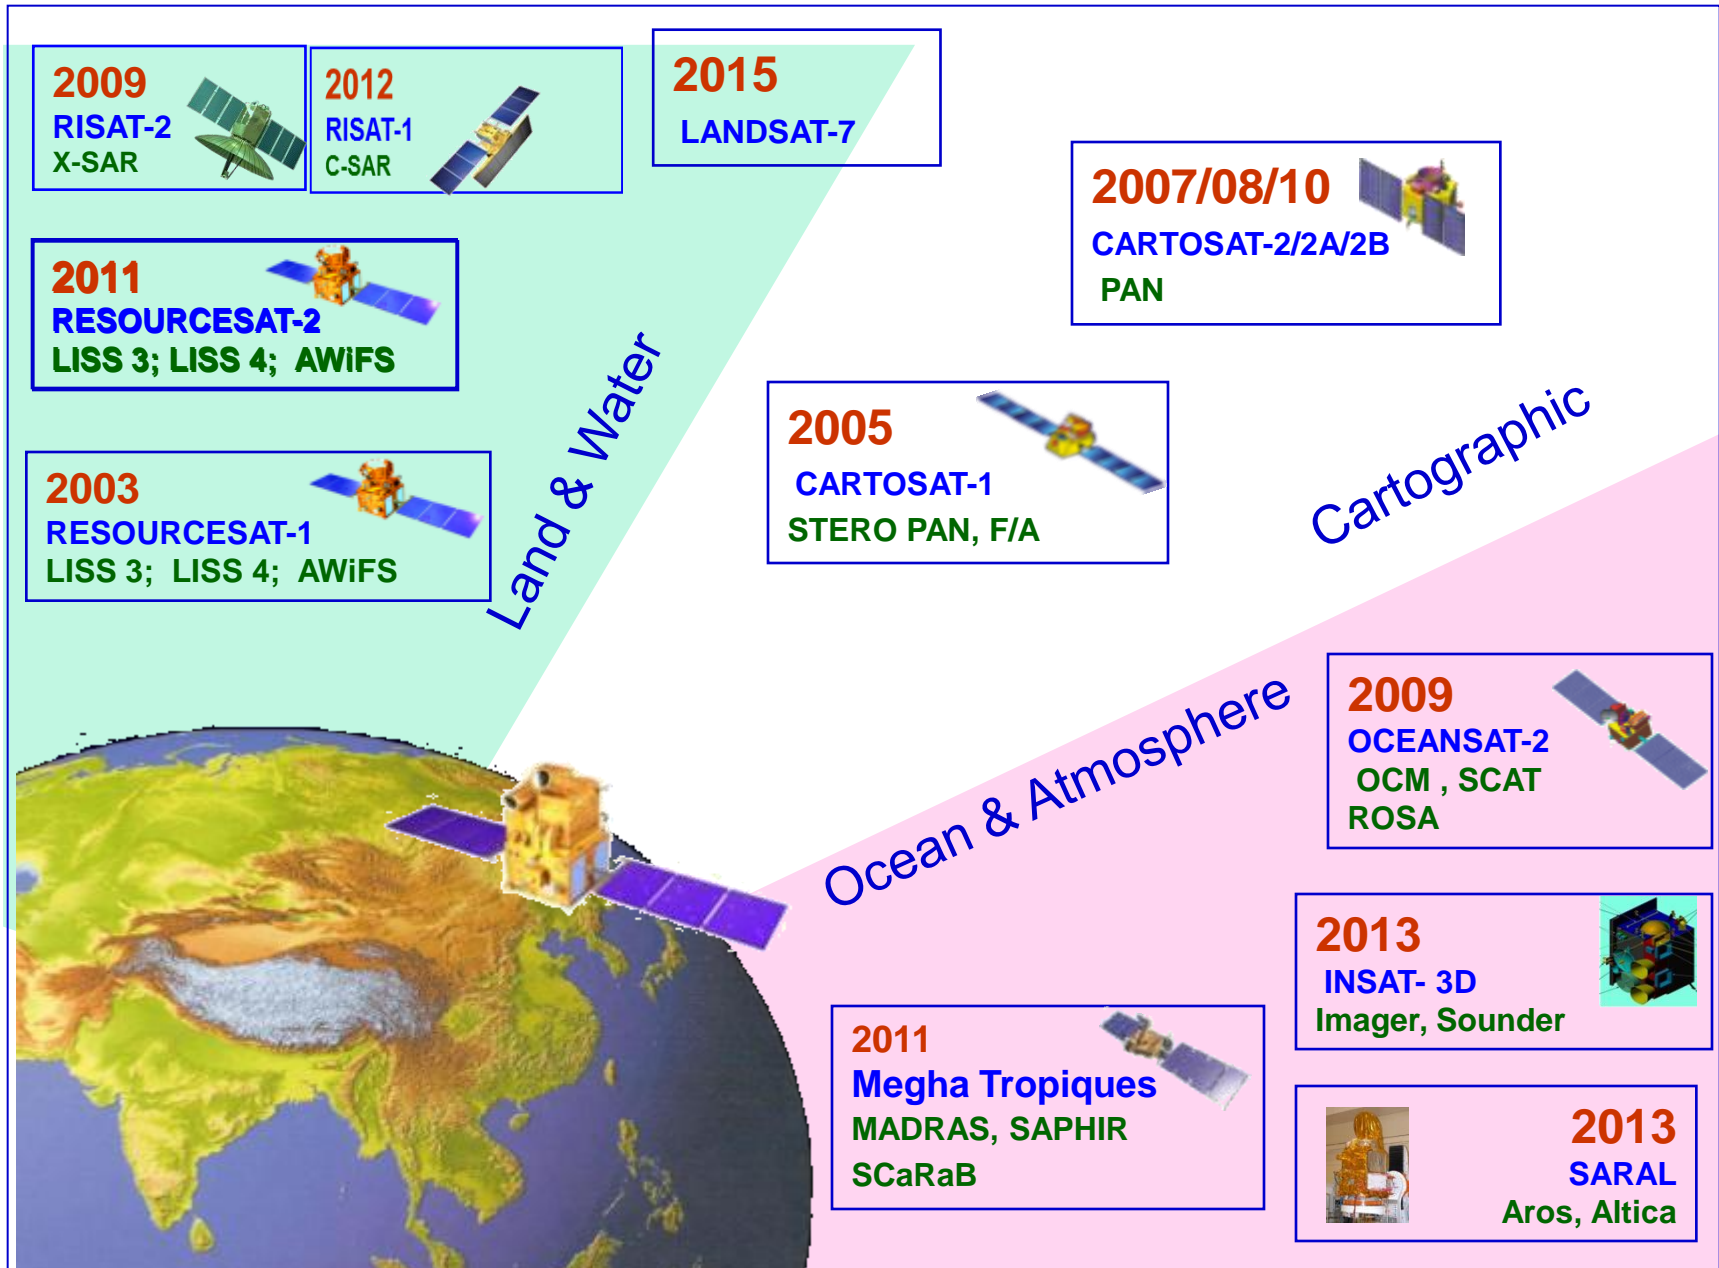 2009
RISAT-2
X-SAR
2012
RISAT-1
C-SAR
2015
LANDSAT-7
2007/08/10
CARTOSAT-2/2A/2B
PAN
2011
RESOURCESAT-2
LISS 3; LISS 4; AWiFS
2005
CARTOSAT-1
STERO PAN, F/A
2003
RESOURCESAT-1
LISS 3; LISS 4; AWiFS
Land & Water
Cartographic
Ocean & Atmosphere
2009
OCEANSAT-2
OCM , SCAT
ROSA
2013
INSAT- 3D
Imager, Sounder
2011
Megha Tropiques
MADRAS, SAPHIR
SCaRaB
2013
SARAL
Aros, Altica